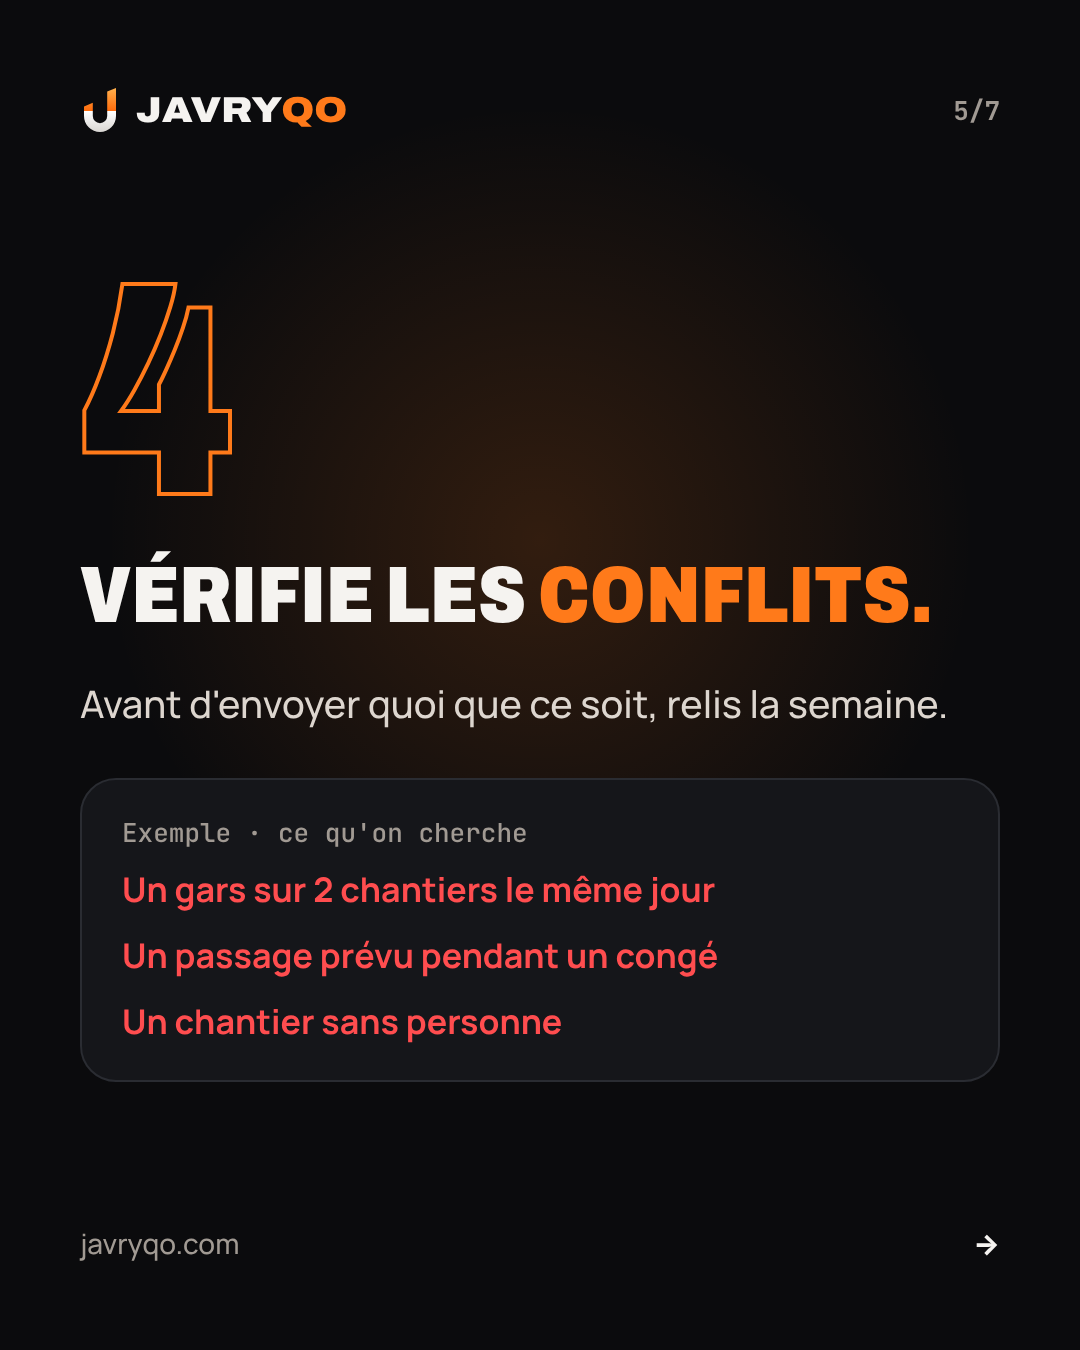 JAVRYQO
5/7
4
VÉRIFIE LES CONFLITS.
Avant d'envoyer quoi que ce soit, relis la semaine.
Exemple · ce qu'on cherche
Un gars sur 2 chantiers le même jour
Un passage prévu pendant un congé
Un chantier sans personne
javryqo.com
→